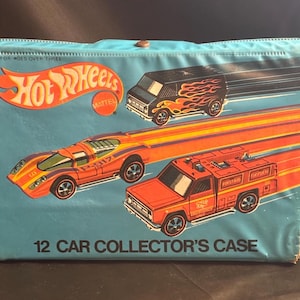 HOT WHEELS
MATTEL
12 CAR COLLECTOR'S CASE